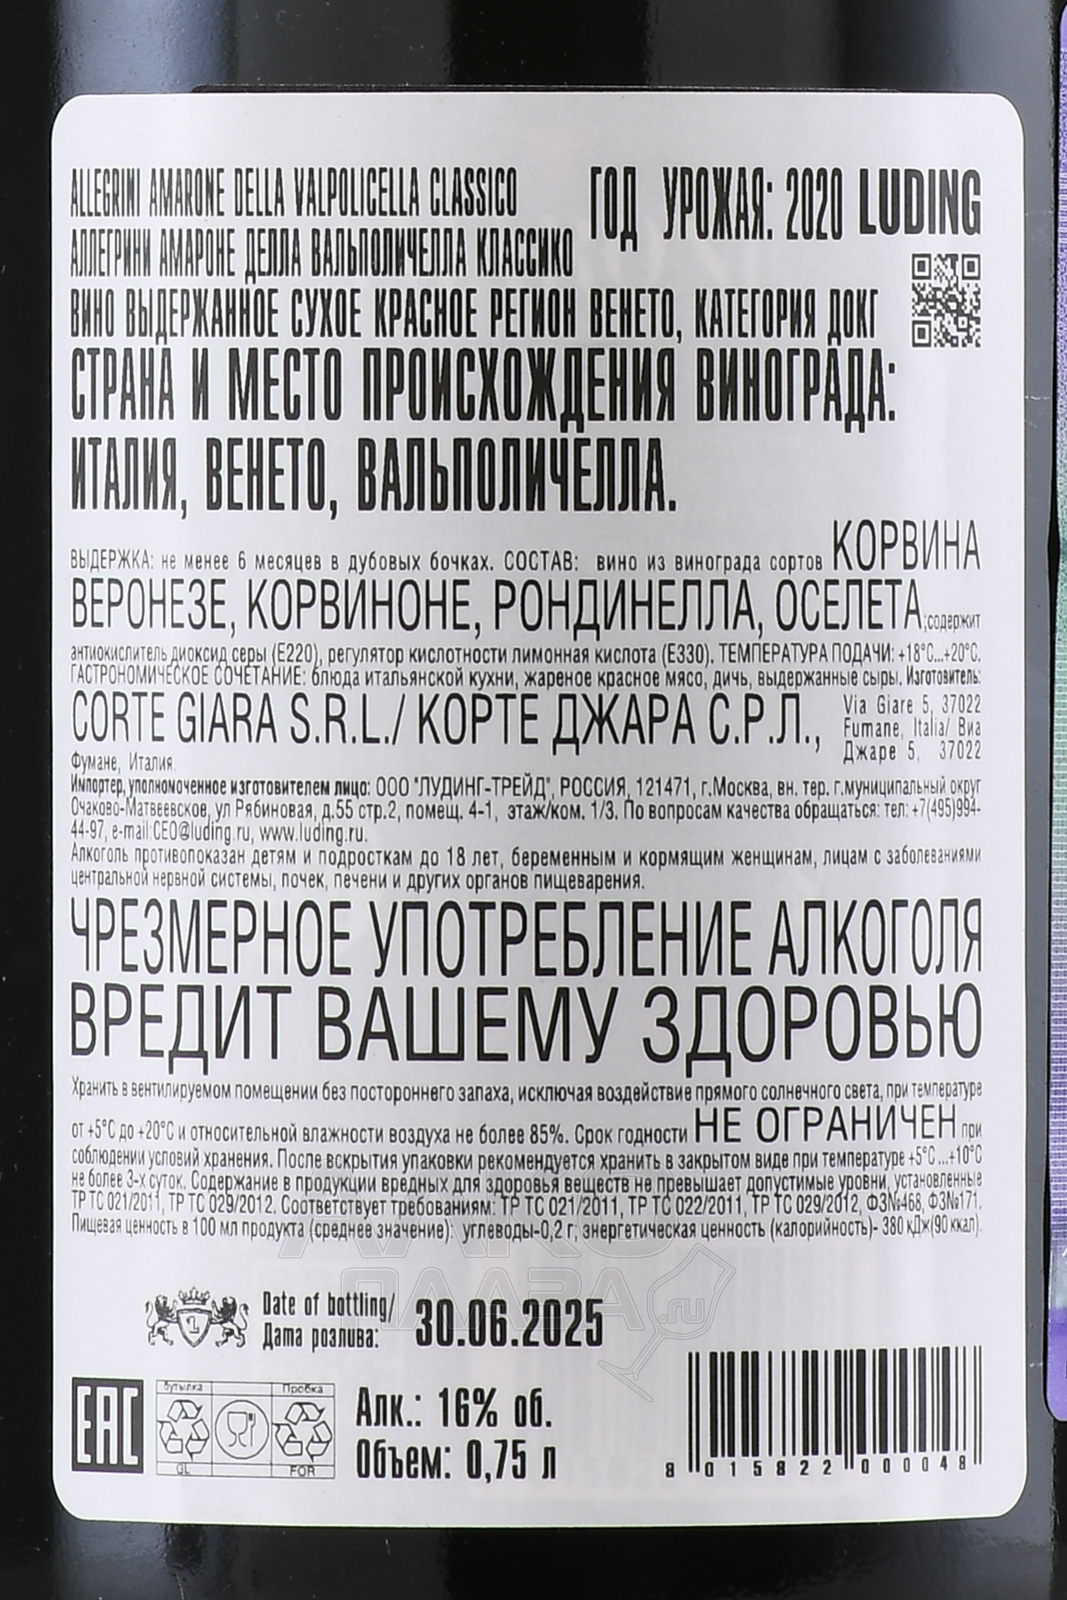 ALLEGRINI AMARONE DELLA VALPOLICELLA CLASSICO
АЛЛЕГРИНИ АМАРОНЕ ДЕЛЛА ВАЛЬПОЛИЧЕЛЛА КЛАССИКО
ГОД УРОЖАЯ: 2020 LUDING
ВИНО ВЫДЕРЖАННОЕ СУХОЕ КРАСНОЕ РЕГИОН ВЕНЕТО, КАТЕГОРИЯ ДОКГ
СТРАНА И МЕСТО ПРОИСХОЖДЕНИЯ ВИНОГРАДА:
ИТАЛИЯ, ВЕНЕТО, ВАЛЬПОЛИЧЕЛЛА.
ВЫДЕРЖКА: не менее 6 месяцев в дубовых бочках. СОСТАВ: вино из винограда сортов КОРВИНА
ВЕРОНЕЗЕ, КОРВИНОНЕ, РОНДИНЕЛЛА, ОСЕЛЕТА;содержит
антиокислитель диоксид серы (Е220), регулятор кислотности лимонная кислота (Е330). ТЕМПЕРАТУРА ПОДАЧИ: +18°С...+20°С.
ГАСТРОНОМИЧЕСКОЕ СОЧЕТАНИЕ: блюда итальянской кухни, жареное красное мясо, дичь, выдержанные сыры. Изготовитель:
CORTE GIARA S.R.L./ КОРТЕ ДЖАРА С.Р.Л.,
Via Giare 5, 37022
Fumane, Italia/ Виа
Джаре 5, 37022
Фумане, Италия.
Импортер, уполномоченное изготовителем лицо: ООО "ЛУДИНГ-ТРЕЙД", РОССИЯ, 121471, г.Москва, вн. тер. г.муниципальный округ
Очаково-Матвеевское, ул Рябиновая, д.55 стр.2, помещ. 4-1, этаж/ком. 1/3. По вопросам качества обращаться: тел: +7(495)994-
44-97, e-mail:CEO@luding.ru, www.luding.ru.
Алкоголь противопоказан детям и подросткам до 18 лет, беременным и кормящим женщинам, лицам с заболеваниями
центральной нервной системы, почек, печени и других органов пищеварения.
ЧРЕЗМЕРНОЕ УПОТРЕБЛЕНИЕ АЛКОГОЛЯ
ВРЕДИТ ВАШЕМУ ЗДОРОВЬЮ
Хранить в вентилируемом помещении без постороннего запаха, исключая воздействие прямого солнечного света, при температуре
от +5°С до +20°С и относительной влажности воздуха не более 85%. Срок годности НЕ ОГРАНИЧЕН при
соблюдении условий хранения. После вскрытия упаковки рекомендуется хранить в закрытом виде при температуре +5°С...+10°С
не более 3-х суток. Содержание в продукции вредных для здоровья веществ не превышает допустимые уровни, установленные
ТР ТС 021/2011, ТР ТС 029/2012. Соответствует требованиям: ТР ТС 021/2011, ТР ТС 022/2011, ТР ТС 029/2012, ФЗ№468, ФЗ№171.
Пищевая ценность в 100 мл продукта (среднее значение): углеводы-0,2 г; энергетическая ценность (калорийность)- 380 кДж(90 ккал).
АЛКО
ПЛАЗА.ru
Date of bottling/
Дата розлива:
30.06.2025
L
EAC
Бутылка
Пробка
GL
FOR
Алк.: 16% об.
Объем: 0,75 л
8 015822 000048